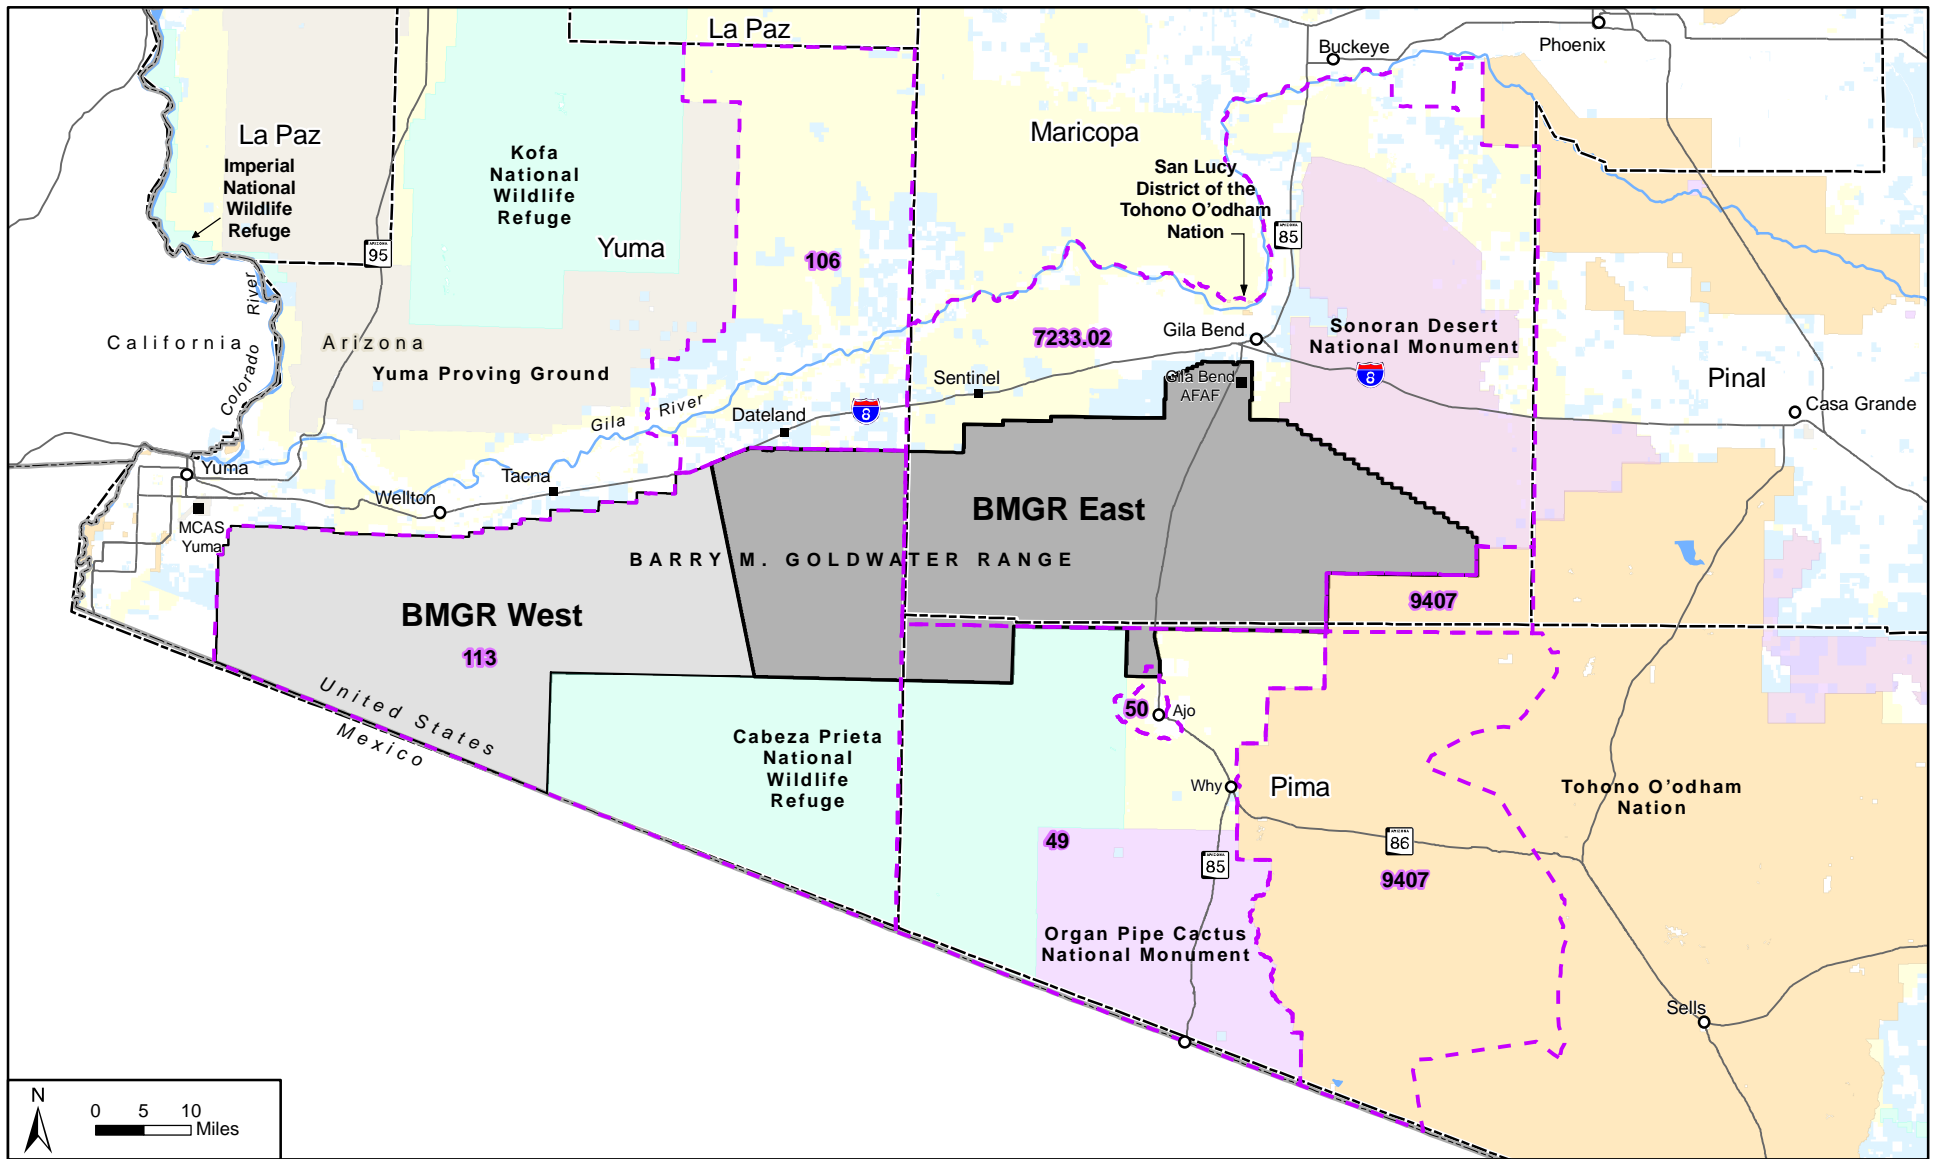 La Paz
Buckeye
Phoenix
La Paz
Maricopa
Imperial
National
Wildlife
Refuge
Kofa
National
Wildlife
Refuge
San Lucy
District of the
Tohono O'odham
Nation
ARIZONA
95
Yuma
106
ARIZONA
85
Colorado River
California
Arizona
Yuma Proving Ground
7233.02
Gila Bend
Sonoran Desert
National Monument
8
Pinal
Sentinel
Gila Bend
AFAF
Casa Grande
Dateland
8
Gila River
Yuma
Tacna
Wellton
MCAS
Yuma
BMGR East
BARRY M. GOLDWATER RANGE
BMGR West
113
9407
United States
Mexico
50
Ajo
Cabeza Prieta
National
Wildlife
Refuge
Why
Pima
Tohono O'odham
Nation
49
ARIZONA
86
ARIZONA
85
9407
Organ Pipe Cactus
National Monument
Sells
N
0 5 10
Miles